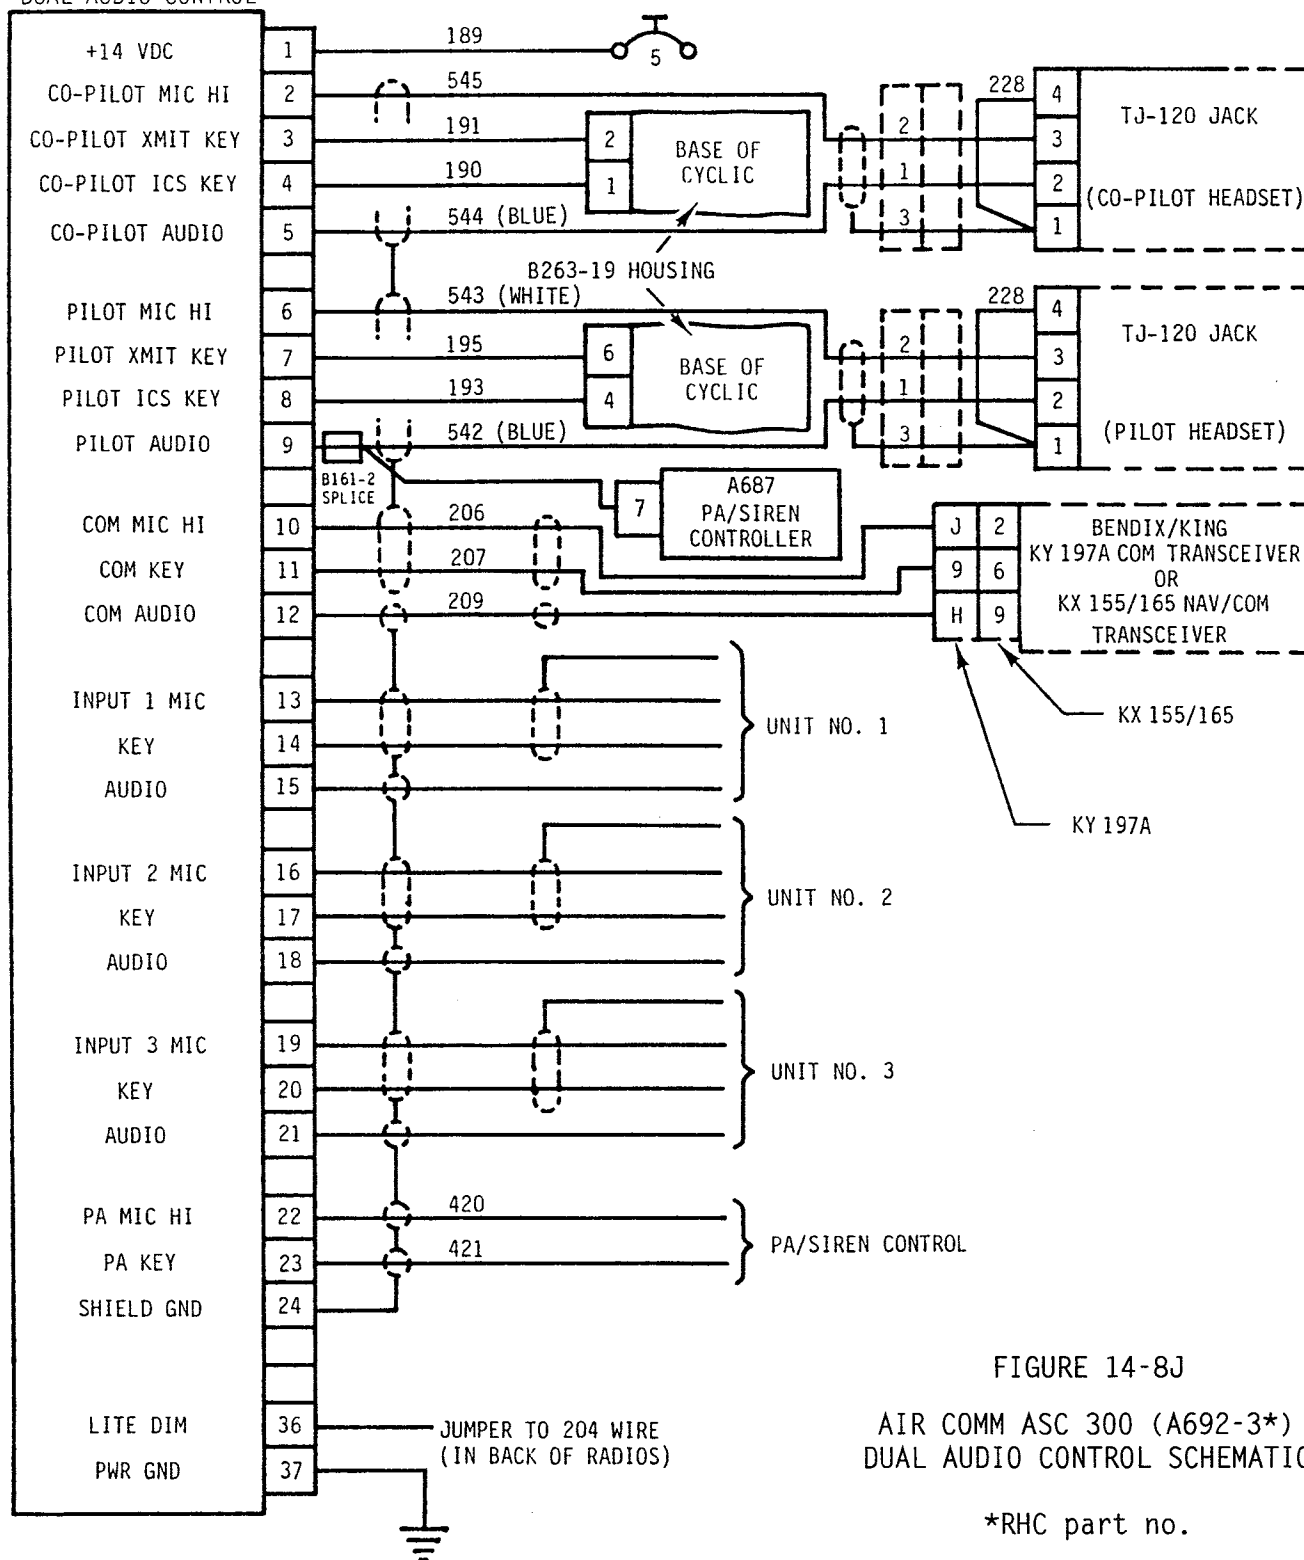 DUAL AUDIO CONTROL
+14 VDC 1 189 5
CO-PILOT MIC HI 2 545
CO-PILOT XMIT KEY 3 191 2
CO-PILOT ICS KEY 4 190 1
BASE OF
CYCLIC
CO-PILOT AUDIO 5 544 (BLUE)
2
1
3
228 4
3
2
1
TJ-120 JACK
(CO-PILOT HEADSET)
B263-19 HOUSING
PILOT MIC HI 6 543 (WHITE)
PILOT XMIT KEY 7 195 6
PILOT ICS KEY 8 193 4
BASE OF
CYCLIC
PILOT AUDIO 9 542 (BLUE)
2
1
3
228 4
3
2
1
TJ-120 JACK
(PILOT HEADSET)
B161-2
SPLICE
7
A687
PA/SIREN
CONTROLLER
COM MIC HI 10 206
COM KEY 11 207
COM AUDIO 12 209
J 2
9 6
H 9
BENDIX/KING
KY 197A COM TRANSCEIVER
OR
KX 155/165 NAV/COM
TRANSCEIVER
KX 155/165
KY 197A
INPUT 1 MIC 13
KEY 14
AUDIO 15
UNIT NO. 1
INPUT 2 MIC 16
KEY 17
AUDIO 18
UNIT NO. 2
INPUT 3 MIC 19
KEY 20
AUDIO 21
UNIT NO. 3
PA MIC HI 22 420
PA KEY 23 421
PA/SIREN CONTROL
SHIELD GND 24
LITE DIM 36
JUMPER TO 204 WIRE
(IN BACK OF RADIOS)
PWR GND 37
FIGURE 14-8J
AIR COMM ASC 300 (A692-3*)
DUAL AUDIO CONTROL SCHEMATIC
*RHC part no.